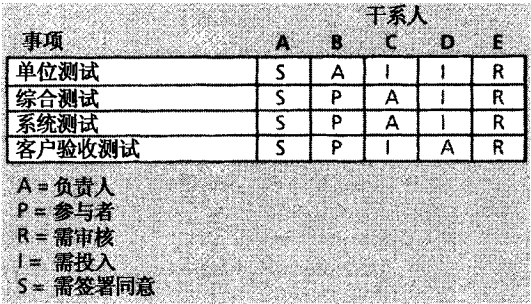 干系人
事项 A B C D E
单位测试 S A I I R
综合测试 S P A I R
系统测试 S P A I R
客户验收测试 S P I A R
A = 负责人
P = 参与者
R = 需审核
I = 需投入
S = 需签署同意